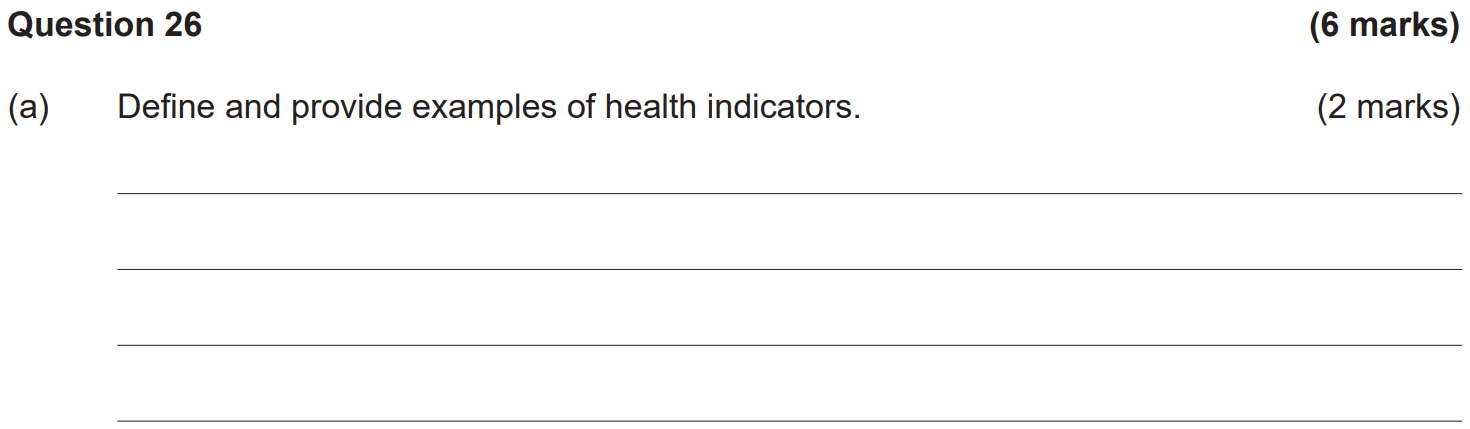 Question 26 (6 marks)
(a) Define and provide examples of health indicators. (2 marks)